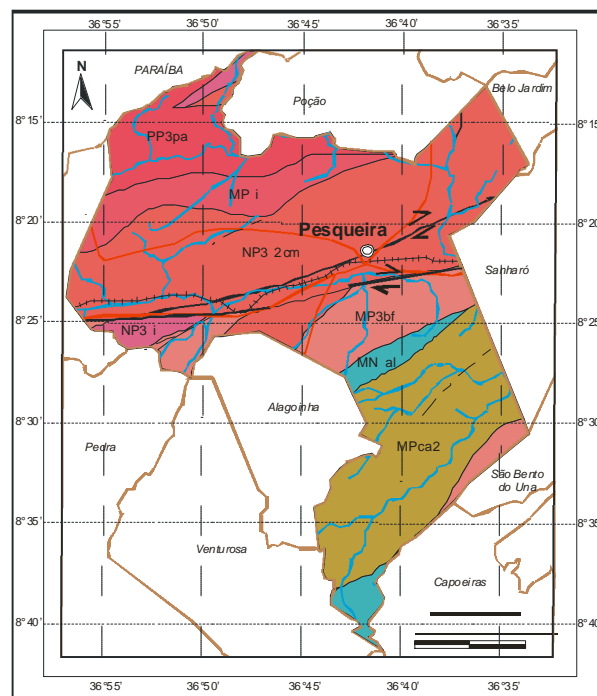 36°55' 36°50' 36°45' 36°40' 36°35'
PARAÍBA
N
Belo Jardim
Poção
8°15' 8°15'
PP3pa
MP i
8°20' 8°20'
Pesqueira
NP3 2cm
Sanharó
MP3bf
8°25' 8°25'
NP3 i
MN al
Alagoinha
8°30' 8°30'
Pedra
MPca2
São Bento
do Una
8°35' 8°35'
Venturosa
Capoeiras
8°40' 8°40'
36°55' 36°50' 36°45' 36°40' 36°35'